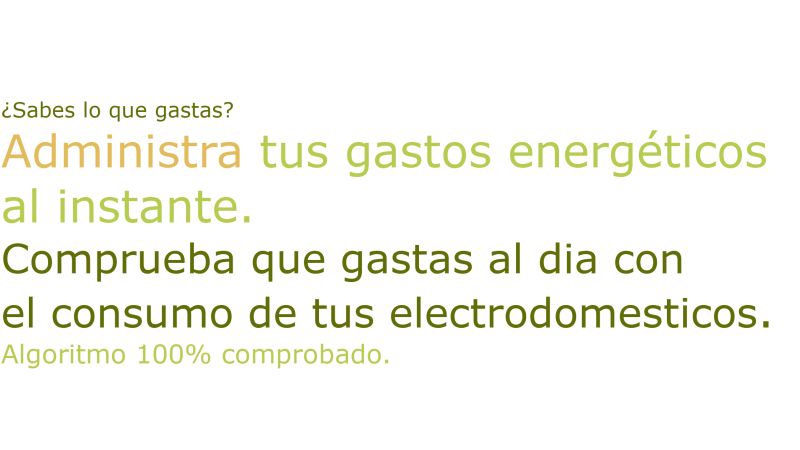 ¿Sabes lo que gastas?
Administra tus gastos energéticos
al instante.
Comprueba que gastas al dia con
el consumo de tus electrodomesticos.
Algoritmo 100% comprobado.